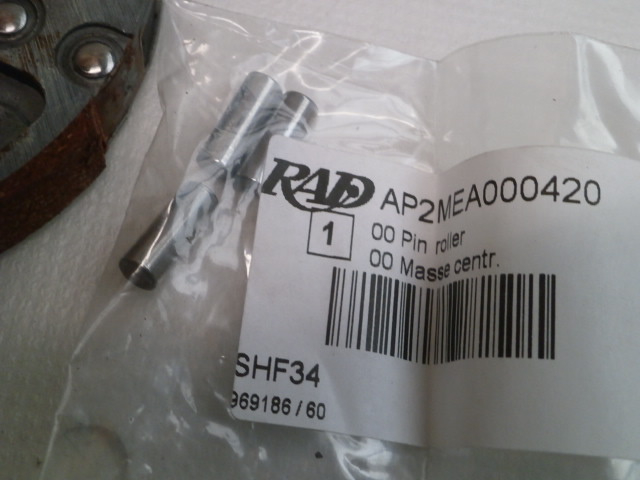 RAD AP2MEA000420
1 00 Pin roller
00 Masse centr.
SHF34
969186/60